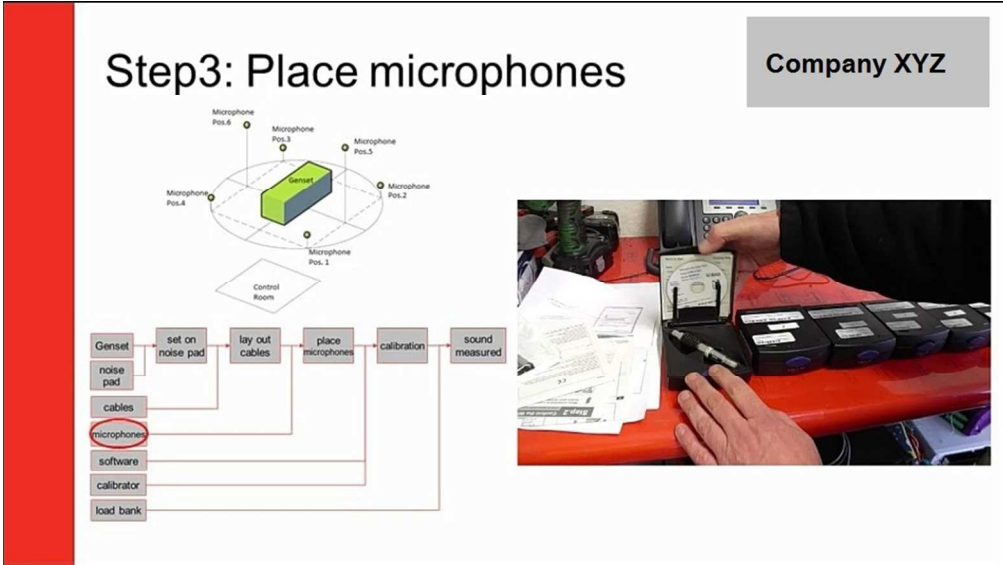 Step3: Place microphones
Company XYZ
Microphone
Pos.6
Microphone
Pos.3
Microphone
Pos.5
Genset
Microphone
Pos.4
Microphone
Pos.2
Microphone
Pos. 1
Control
Room
Genset
set on
noise pad
lay out
cables
place
microphones
calibration
sound
measured
noise
pad
cables
microphones
software
calibrator
load bank
Step.2